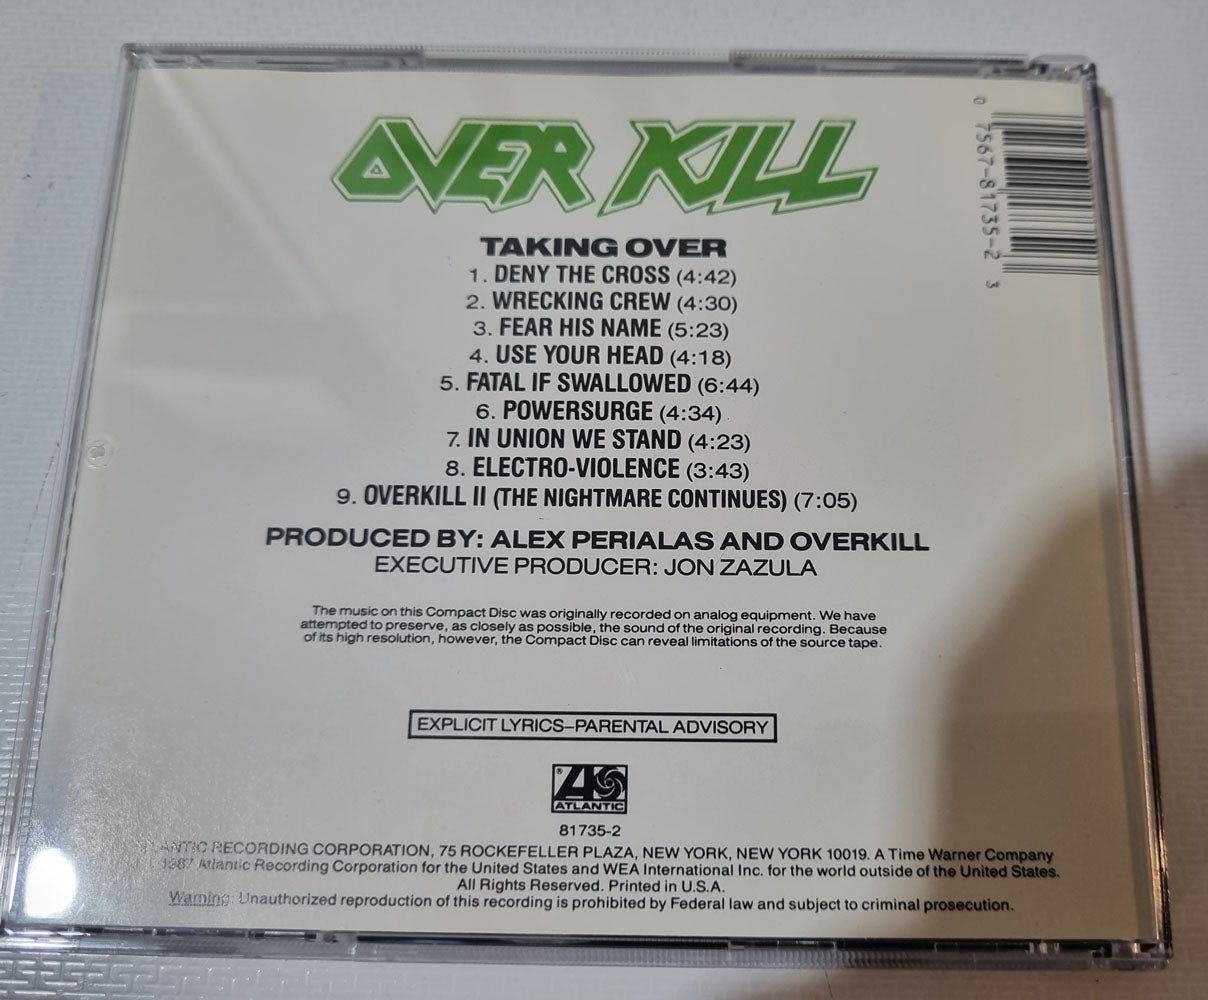 OVER KILL
0 7567-81735-2 3
TAKING OVER
1. DENY THE CROSS (4:42)
2. WRECKING CREW (4:30)
3. FEAR HIS NAME (5:23)
4. USE YOUR HEAD (4:18)
5. FATAL IF SWALLOWED (6:44)
6. POWERSURGE (4:34)
7. IN UNION WE STAND (4:23)
8. ELECTRO-VIOLENCE (3:43)
9. OVERKILL II (THE NIGHTMARE CONTINUES) (7:05)
PRODUCED BY: ALEX PERIALAS AND OVERKILL
EXECUTIVE PRODUCER: JON ZAZULA
The music on this Compact Disc was originally recorded on analog equipment. We have
attempted to preserve, as closely as possible, the sound of the original recording. Because
of its high resolution, however, the Compact Disc can reveal limitations of the source tape.
EXPLICIT LYRICS–PARENTAL ADVISORY
® A
ATLANTIC
81735-2
RECORDING CORPORATION, 75 ROCKEFELLER PLAZA, NEW YORK, NEW YORK 10019. A Time Warner Company
1987 Atlantic Recording Corporation for the United States and WEA International Inc. for the world outside of the United States.
All Rights Reserved. Printed in U.S.A.
Warning: Unauthorized reproduction of this recording is prohibited by Federal law and subject to criminal prosecution.